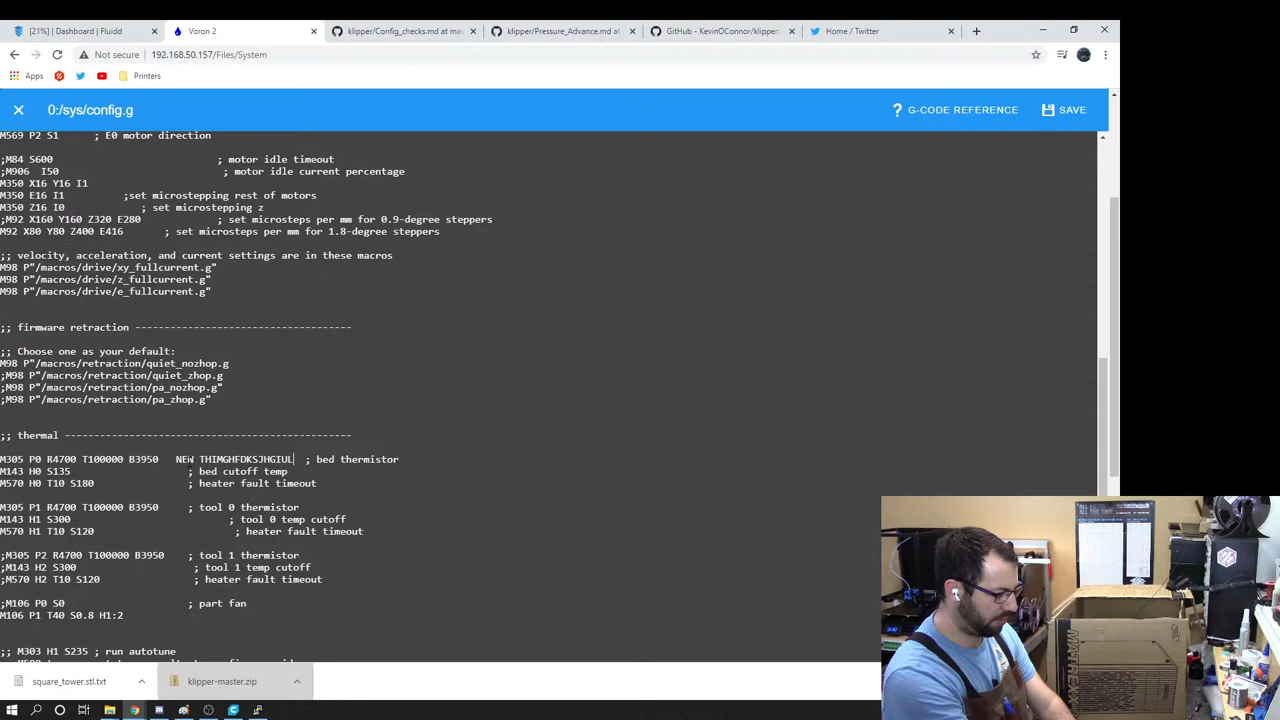 [21%] | Dashboard | Fluidd
Voron 2
klipper/Config_checks.md at mas
klipper/Pressure_Advance.md at
GitHub - KevinOConnor/klipper:
Home / Twitter
Not secure 192.168.50.157/Files/System
Apps
Printers
0:/sys/config.g
? G-CODE REFERENCE
SAVE
M569 P2 S1 ; E0 motor direction
;M84 S600 ; motor idle timeout
;M906 I50 ; motor idle current percentage
M350 X16 Y16 I1
M350 E16 I1 ;set microstepping rest of motors
M350 Z16 I0 ; set microstepping z
;M92 X160 Y160 Z320 E280 ; set microsteps per mm for 0.9-degree steppers
M92 X80 Y80 Z400 E416 ; set microsteps per mm for 1.8-degree steppers
;; velocity, acceleration, and current settings are in these macros
M98 P"/macros/drive/xy_fullcurrent.g"
M98 P"/macros/drive/z_fullcurrent.g"
M98 P"/macros/drive/e_fullcurrent.g"
;; firmware retraction -------------------------------------
;; Choose one as your default:
M98 P"/macros/retraction/quiet_nozhop.g
;M98 P"/macros/retraction/quiet_zhop.g
;M98 P"/macros/retraction/pa_nozhop.g"
;M98 P"/macros/retraction/pa_zhop.g"
;; thermal ------------------------------------------------
M305 P0 R4700 T100000 B3950 NEW THIMGHFDKSJHGIUL ; bed thermistor
M143 H0 S135 ; bed cutoff temp
M570 H0 T10 S180 ; heater fault timeout
M305 P1 R4700 T100000 B3950 ; tool 0 thermistor
M143 H1 S300 ; tool 0 temp cutoff
M570 H1 T10 S120 ; heater fault timeout
;M305 P2 R4700 T100000 B3950 ; tool 1 thermistor
;M143 H2 S300 ; tool 1 temp cutoff
;M570 H2 T10 S120 ; heater fault timeout
;M106 P0 S0 ; part fan
M106 P1 T40 S0.8 H1:2
;; M303 H1 S235 ; run autotune
square_tower.stl.txt
klipper-master.zip